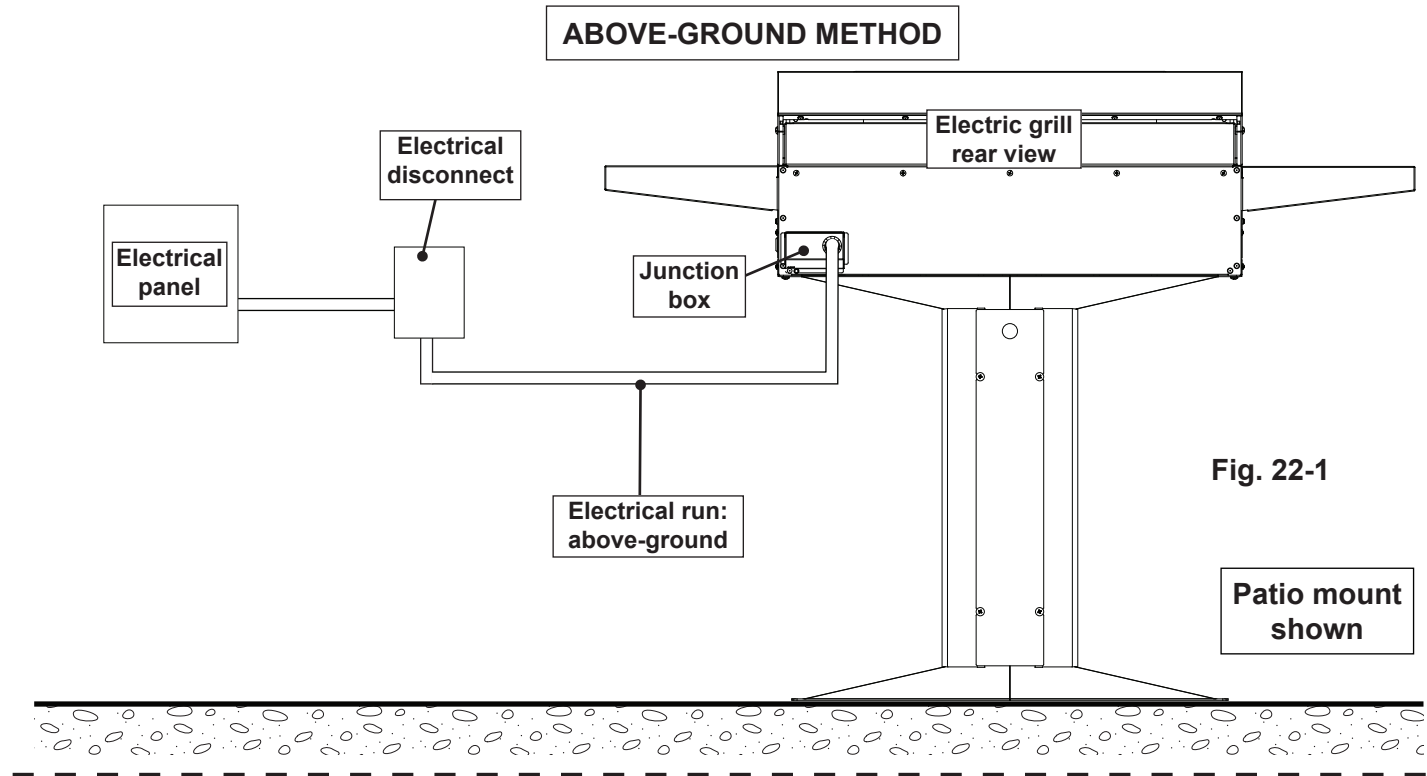 ABOVE-GROUND METHOD
Electric grill
rear view
Electrical
disconnect
Electrical
panel
Junction
box
Fig. 22-1
Electrical run:
above-ground
Patio mount
shown